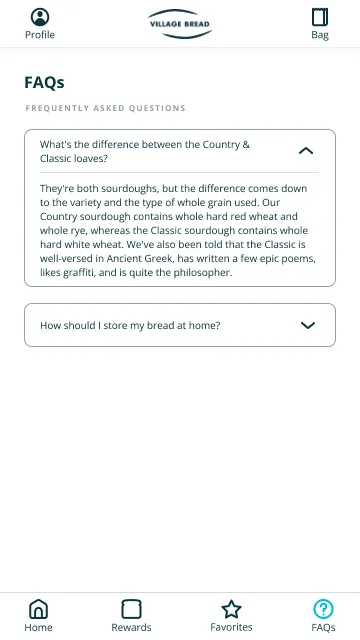 Profile
VILLAGE BREAD
Bag
FAQs
FREQUENTLY ASKED QUESTIONS
What's the difference between the Country &
Classic loaves?
They're both sourdoughs, but the difference comes down
to the variety and the type of whole grain used. Our
Country sourdough contains whole hard red wheat and
whole rye, whereas the Classic sourdough contains whole
hard white wheat. We've also been told that the Classic is
well-versed in Ancient Greek, has written a few epic poems,
likes graffiti, and is quite the philosopher.
How should I store my bread at home?
Home
Rewards
Favorites
FAQs